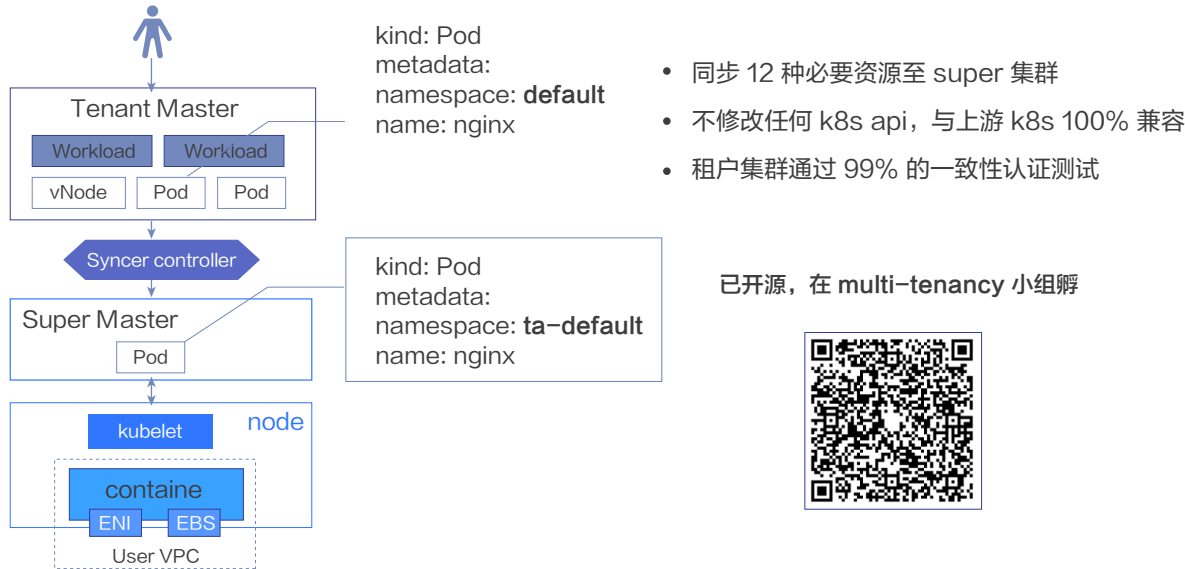 Tenant Master
Workload
Workioad
vNode
Pod
Pod
Syncer controller
Super Master
Pod
node
kubelet
containe
ENI
EBS
User VPC
kind: Pod
metadata:
namespace: default
name: nginx
kind: Pod
metadata:
namespace: ta-default
name: nginx
• 同步 12 种必要资源至 super 集群
• 不修改任何 k8s api，与上游 k8s 100% 兼容
• 租户集群通过 99% 的一致性认证测试
已开源，在 multi-tenancy 小组孵